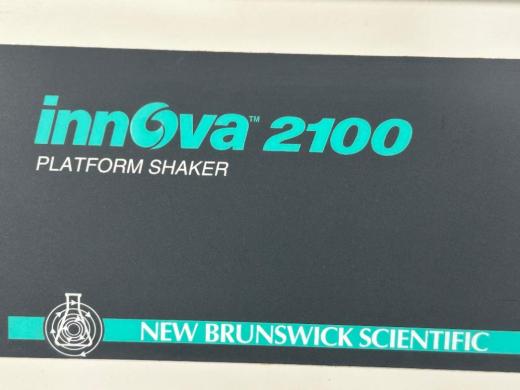 innova™ 2100
PLATFORM SHAKER
NEW BRUNSWICK SCIENTIFIC